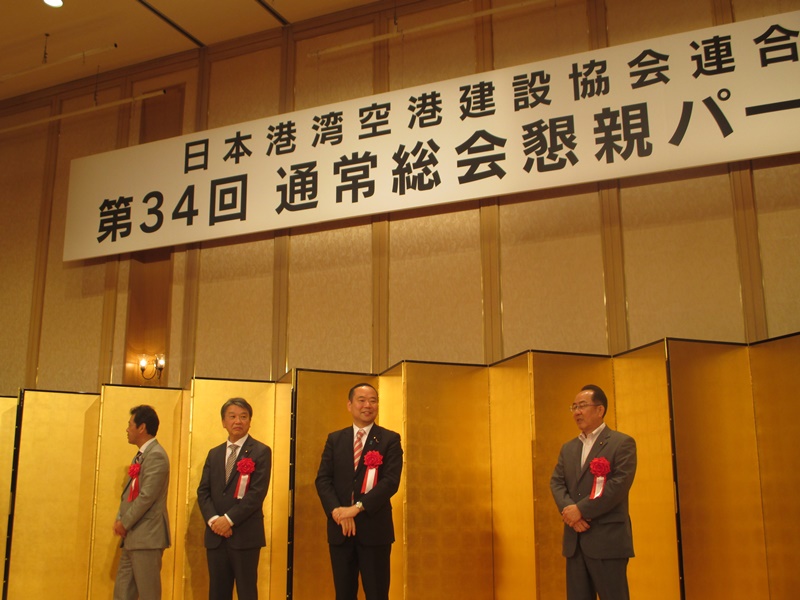 日本港湾空港建設協会連合
第34回 通常総会懇親パー